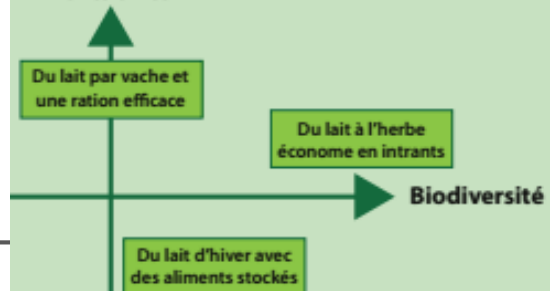 Du lait par vache et
une ration efficace
Du lait à l'herbe
économe en intrants
Biodiversité
Du lait d'hiver avec
des aliments stockés